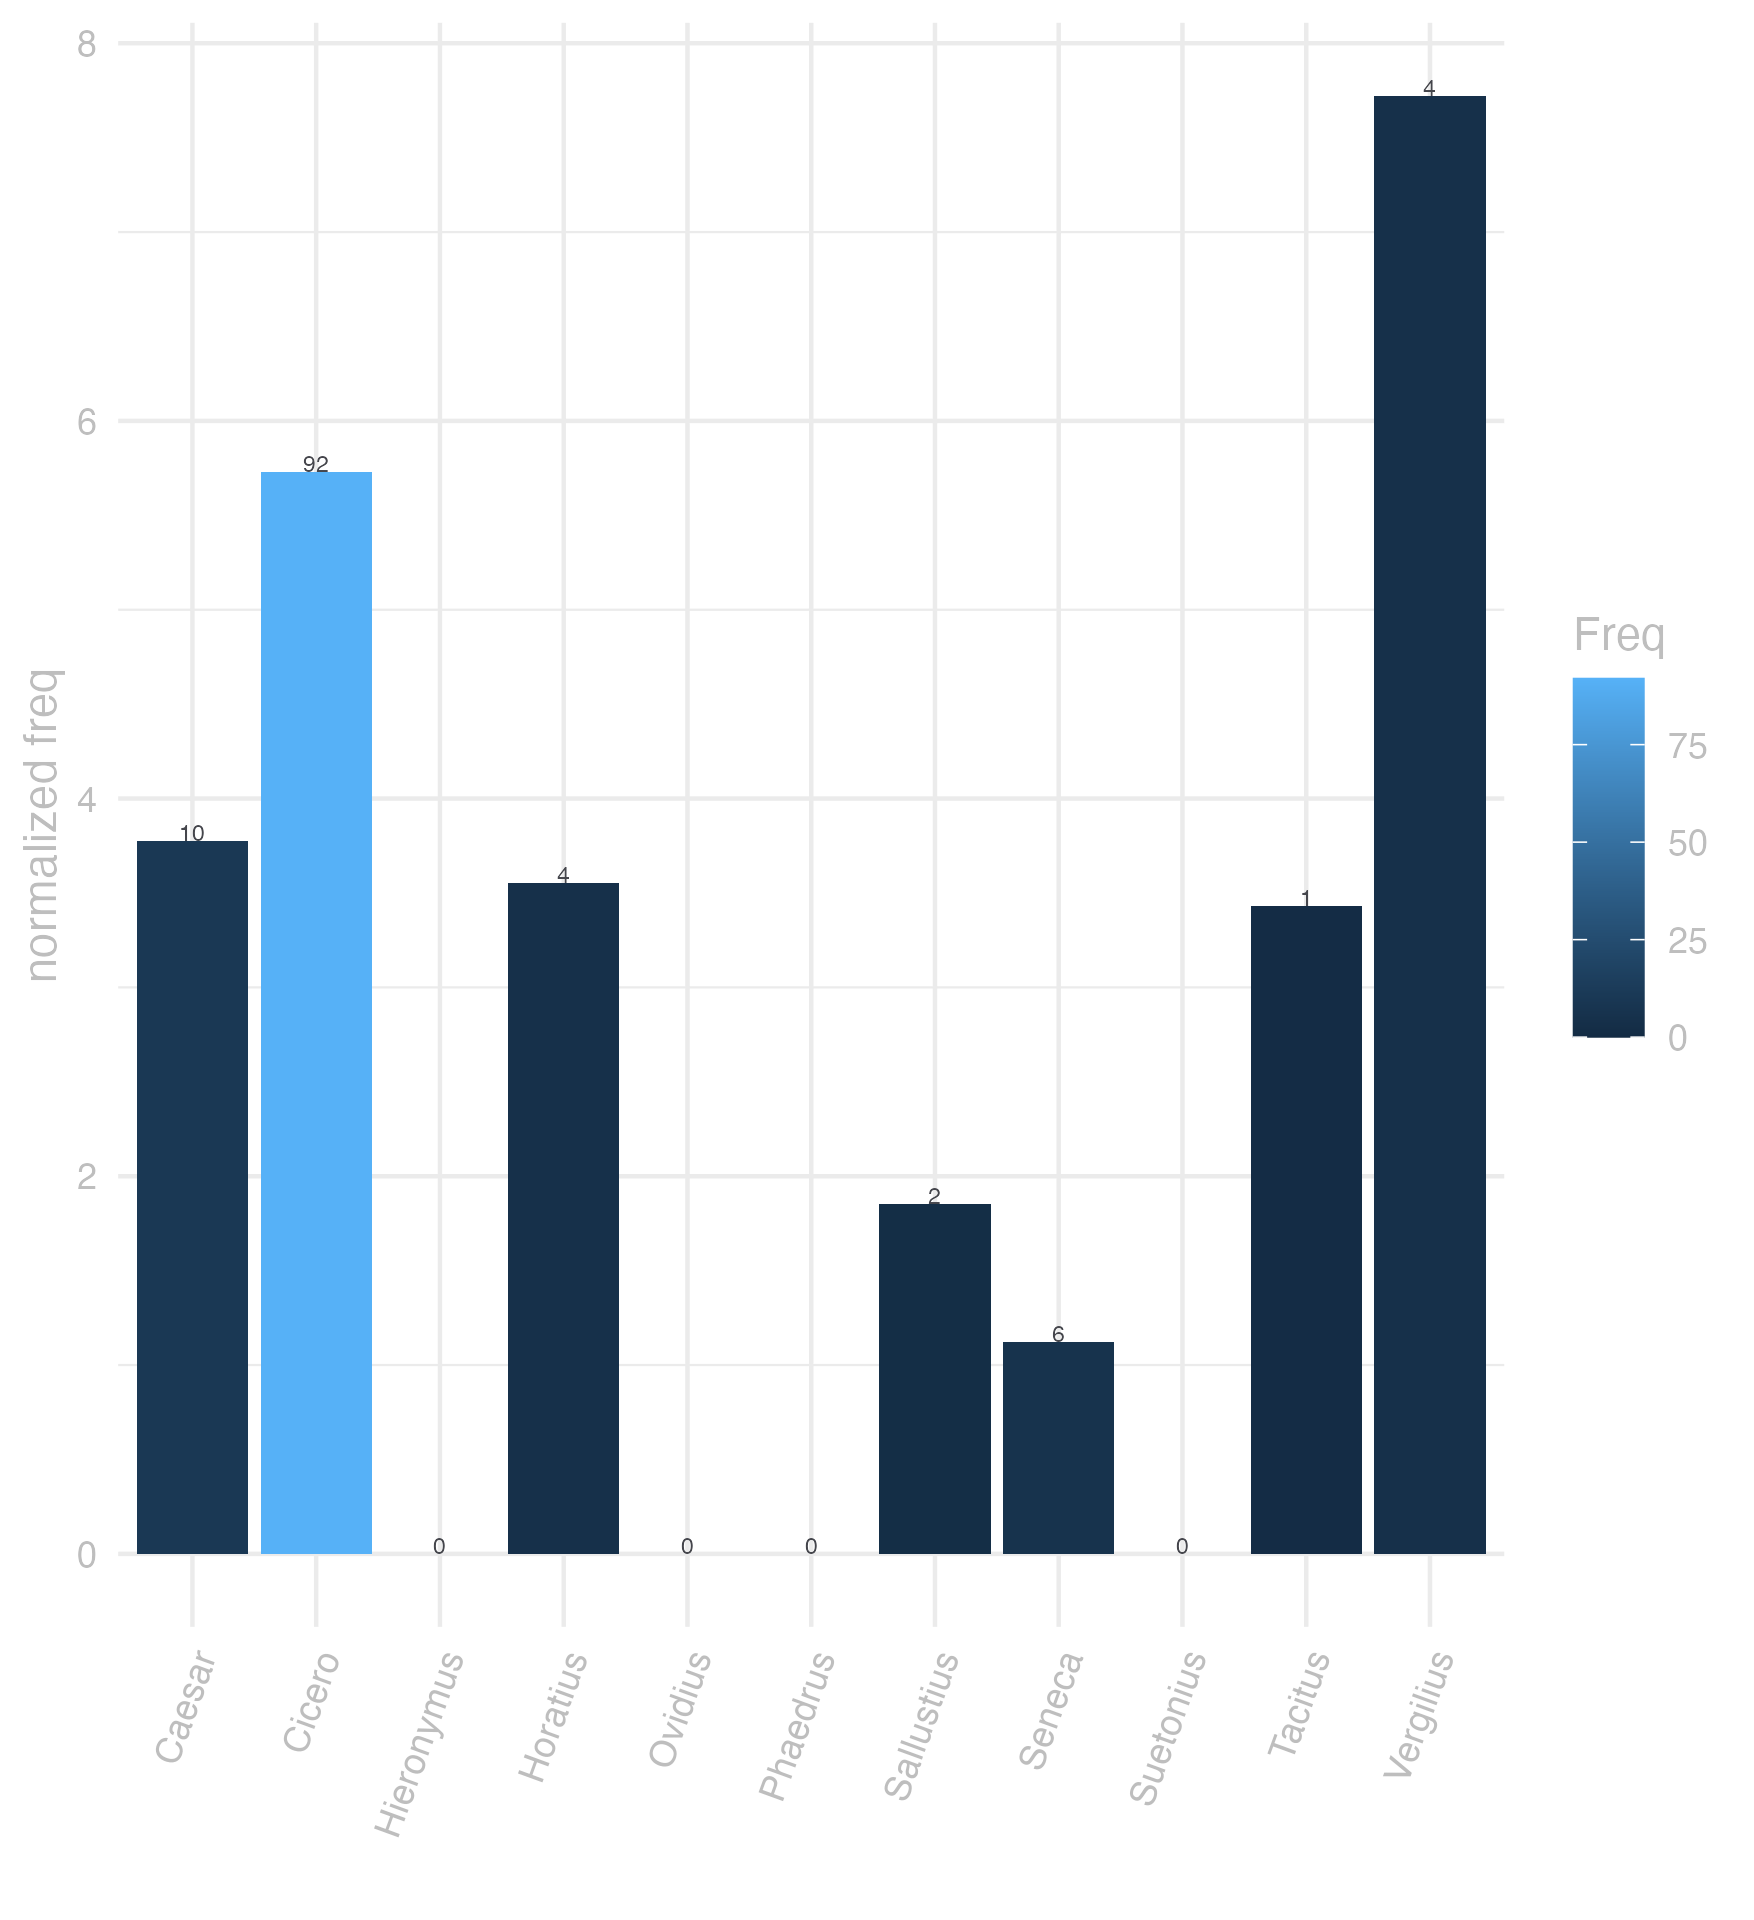 8
6
4
2
0
normalized freq
4
92
10
4
1
2
6
0
0
0
0
Caesar
Cicero
Hieronymus
Horatius
Ovidius
Phaedrus
Sallustius
Seneca
Suetonius
Tacitus
Vergilius
Freq
75
50
25
0